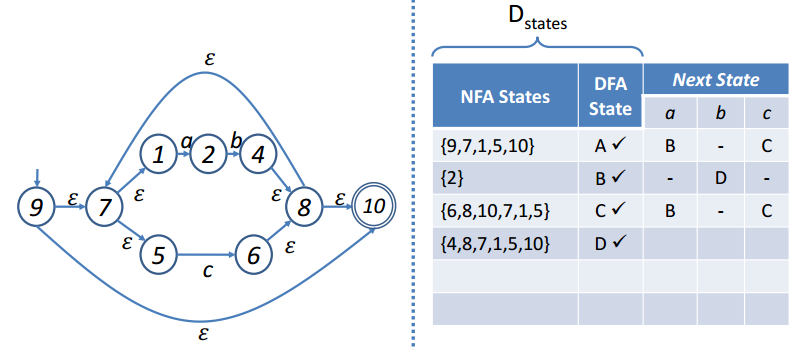 D_states
ε
NFA States
DFA State
Next State
a b c
1 a 2 b 4
{9,7,1,5,10} A ✓ B - C
{2} B ✓ - D -
9 ε 7 ε ε 8 ε 10
{6,8,10,7,1,5} C ✓ B - C
ε 5 c 6 ε
{4,8,7,1,5,10} D ✓
ε